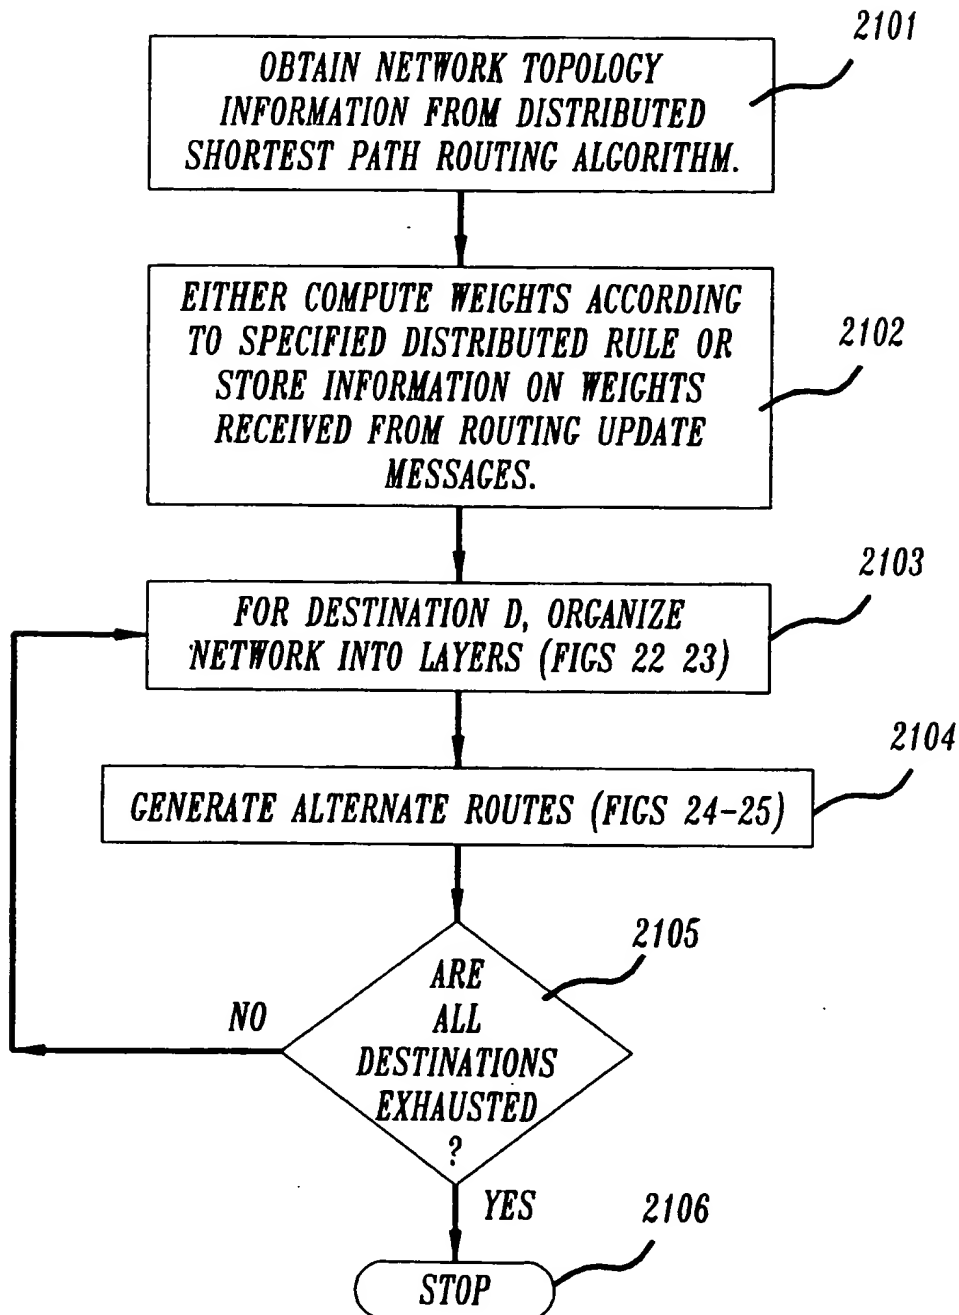 2101
OBTAIN NETWORK TOPOLOGY
INFORMATION FROM DISTRIBUTED
SHORTEST PATH ROUTING ALGORITHM.
EITHER COMPUTE WEIGHTS ACCORDING
TO SPECIFIED DISTRIBUTED RULE OR
STORE INFORMATION ON WEIGHTS
RECEIVED FROM ROUTING UPDATE
MESSAGES.
2102
2103
FOR DESTINATION D, ORGANIZE
NETWORK INTO LAYERS (FIGS 22 23)
2104
GENERATE ALTERNATE ROUTES (FIGS 24-25)
2105
ARE
ALL
DESTINATIONS
EXHAUSTED
?
NO
YES
2106
STOP